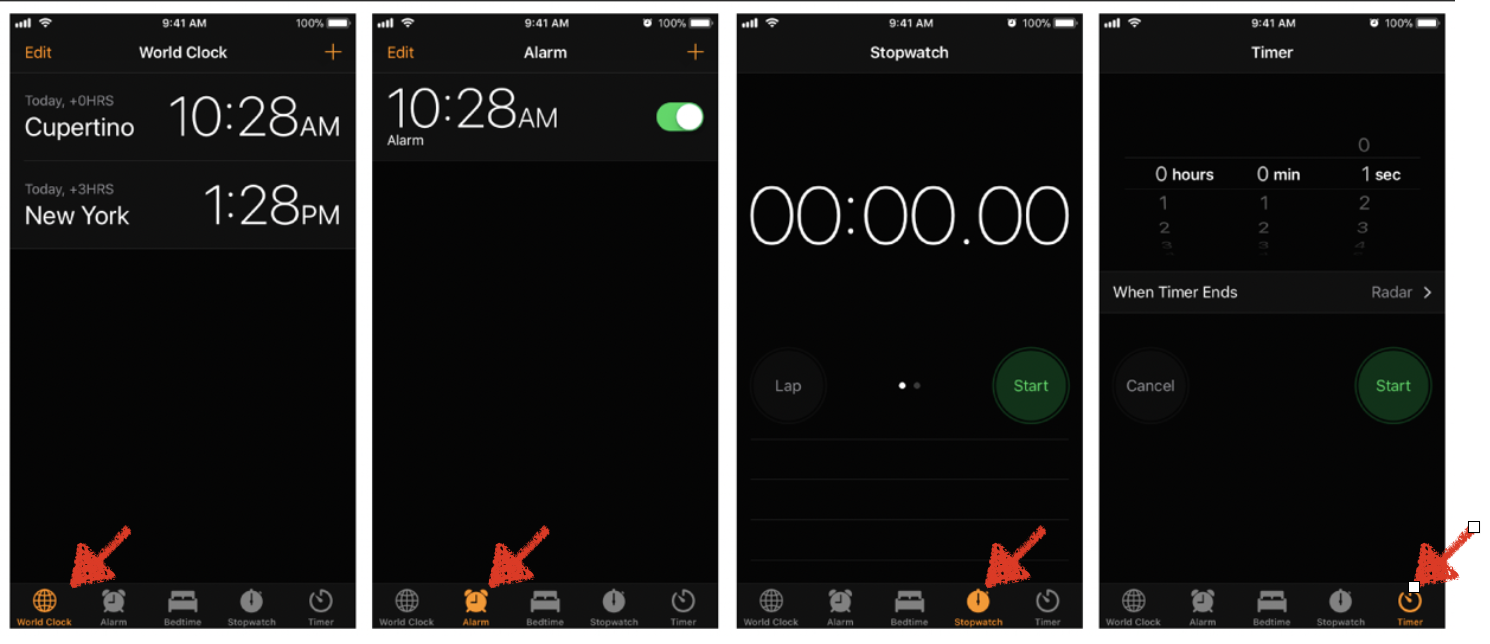 9:41 AM 100%
Edit World Clock +
Today, +0HRS
Cupertino 10:28AM
Today, +3HRS
New York 1:28PM
World Clock Alarm Bedtime Stopwatch Timer
9:41 AM 100%
Edit Alarm +
10:28AM
Alarm
World Clock Alarm Bedtime Stopwatch Timer
9:41 AM 100%
Stopwatch
00:00.00
Lap Start
World Clock Alarm Bedtime Stopwatch Timer
9:41 AM 100%
Timer
0
0 hours 0 min 1 sec
1 1 2
2 2 3
3 3 4
When Timer Ends Radar >
Cancel Start
World Clock Alarm Bedtime Stopwatch Timer